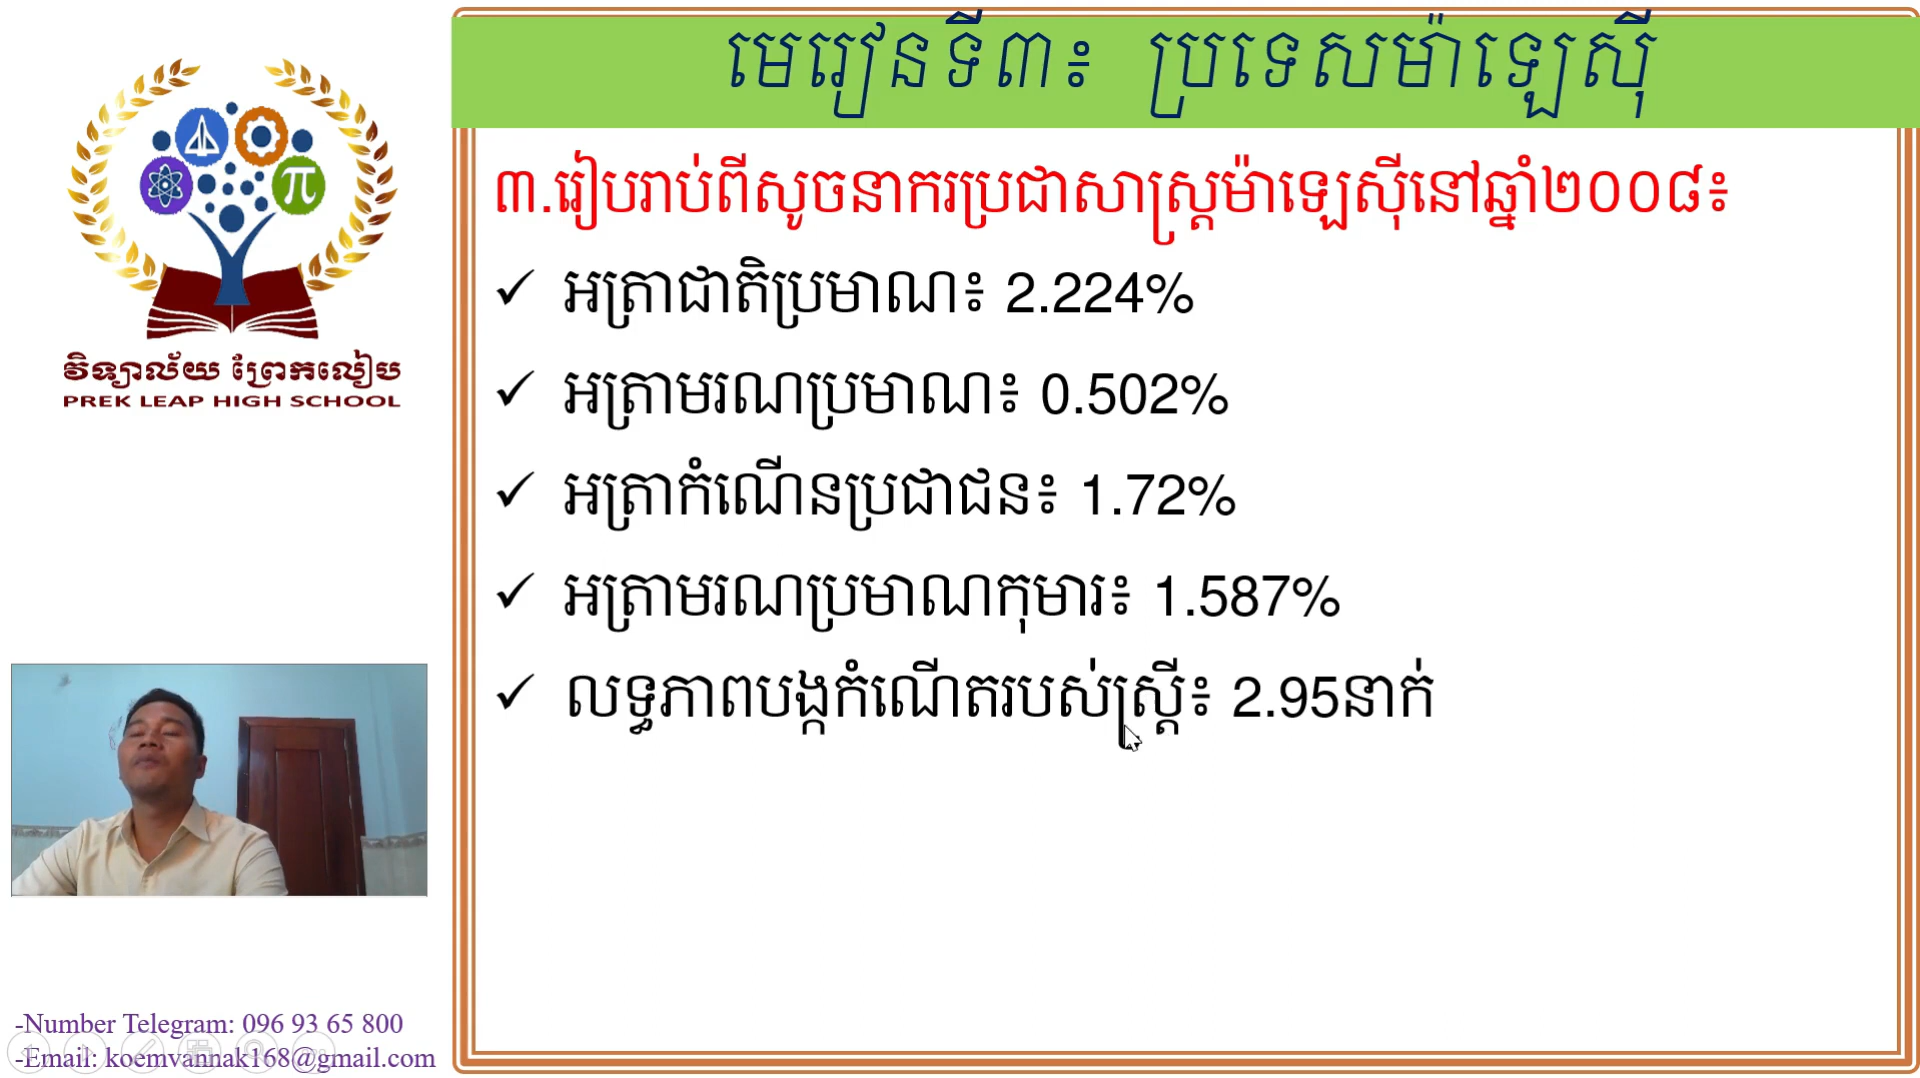 មេរៀនទី៣៖ ប្រទេសម៉ាឡេស៊ី
វិទ្យាល័យ ព្រែកលៀប
PREK LEAP HIGH SCHOOL
៣.រៀបរាប់ពីសូចនាករប្រជាសាស្ត្រម៉ាឡេស៊ីនៅឆ្នាំ២០០៨៖
✓ អត្រាជាតិប្រមាណ៖ 2.224%
✓ អត្រាមរណប្រមាណ៖ 0.502%
✓ អត្រាកំណើនប្រជាជន៖ 1.72%
✓ អត្រាមរណប្រមាណកុមារ៖ 1.587%
✓ លទ្ធភាពបង្កកំណើតរបស់ស្ត្រី៖ 2.95នាក់
-Number Telegram: 096 93 65 800
-Email: koemvannak168@gmail.com